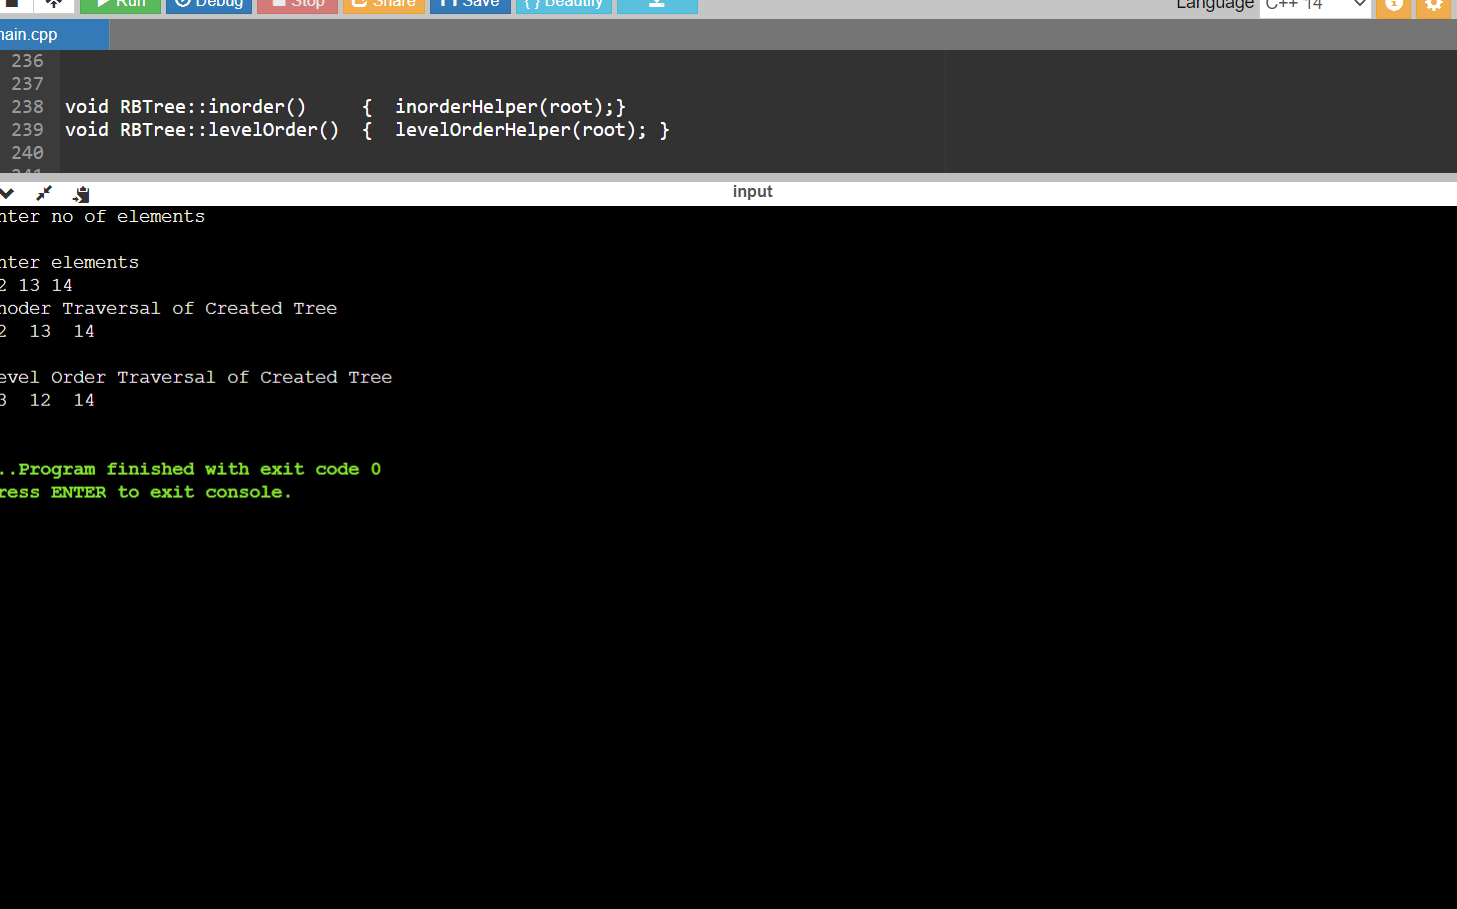 Run Debug Stop Share Save { } Beautify Language C++ 14
main.cpp
236
237
238 void RBTree::inorder() { inorderHelper(root);}
239 void RBTree::levelOrder() { levelOrderHelper(root); }
240
241
input
nter no of elements
nter elements
2 13 14
noder Traversal of Created Tree
2 13 14
evel Order Traversal of Created Tree
3 12 14
..Program finished with exit code 0
ress ENTER to exit console.